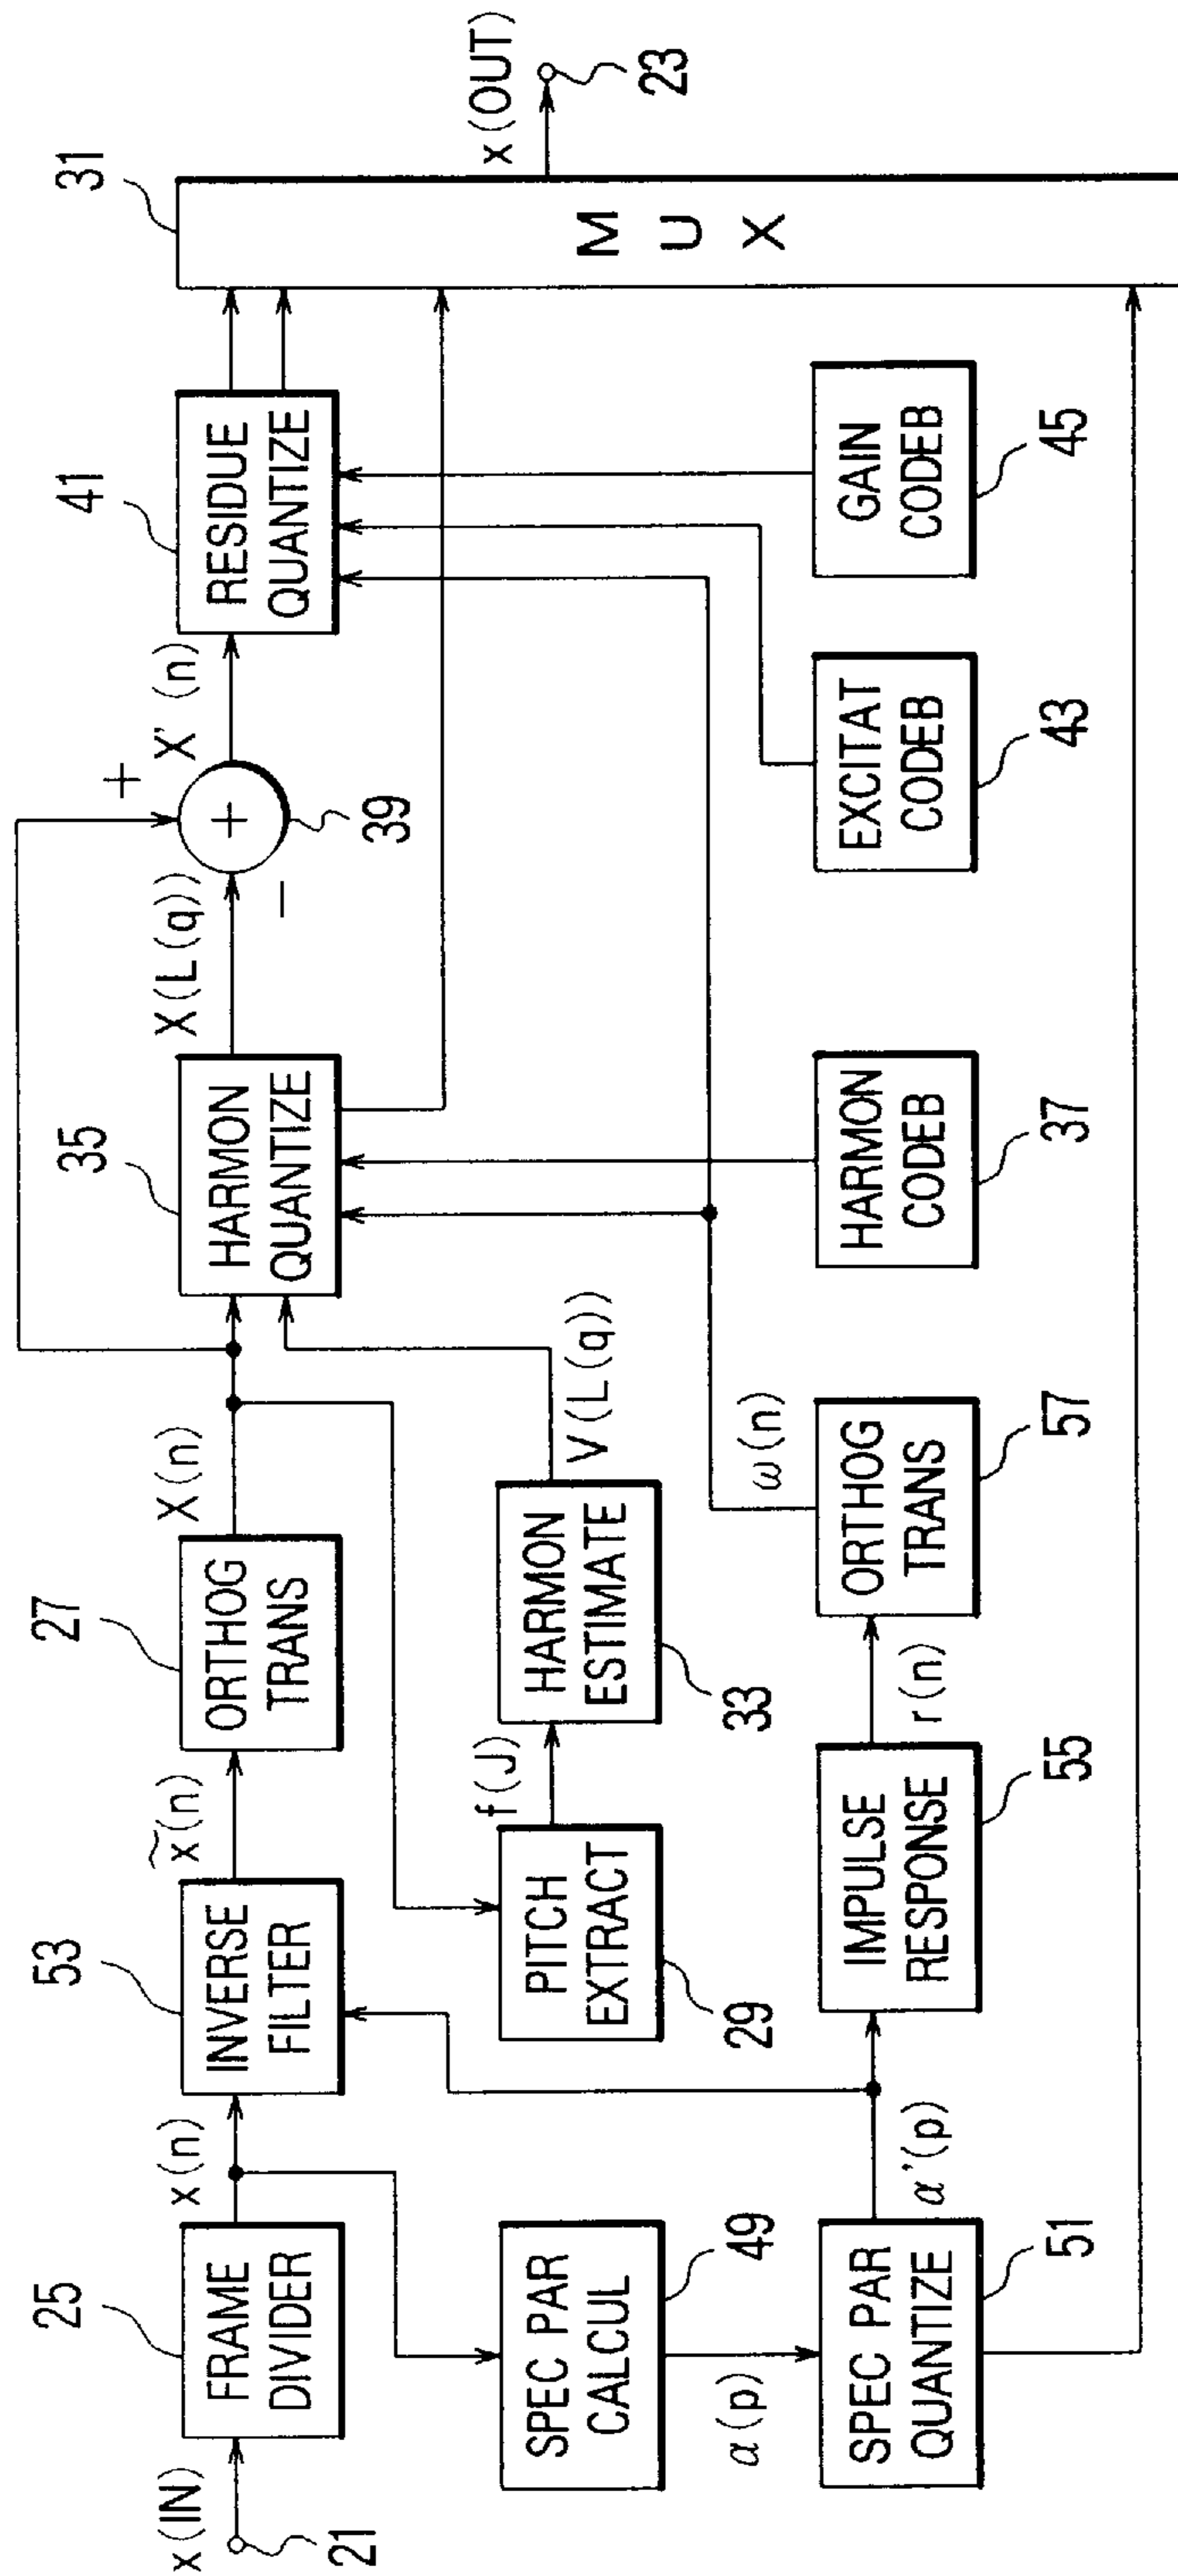 x(IN)
21
FRAME
DIVIDER
25
x(n)
INVERSE
FILTER
53
x̃(n)
ORTHOG
TRANS
27
X(n)
HARMON
QUANTIZE
35
X(L(q))
+
+
−
39
X'(n)
RESIDUE
QUANTIZE
41
MUX
31
x(OUT)
23
PITCH
EXTRACT
29
f(J)
HARMON
ESTIMATE
33
V(L(q))
SPEC PAR
CALCUL
49
α(p)
SPEC PAR
QUANTIZE
51
α'(p)
IMPULSE
RESPONSE
55
r(n)
ORTHOG
TRANS
57
ω(n)
HARMON
CODEB
37
EXCITAT
CODEB
43
GAIN
CODEB
45